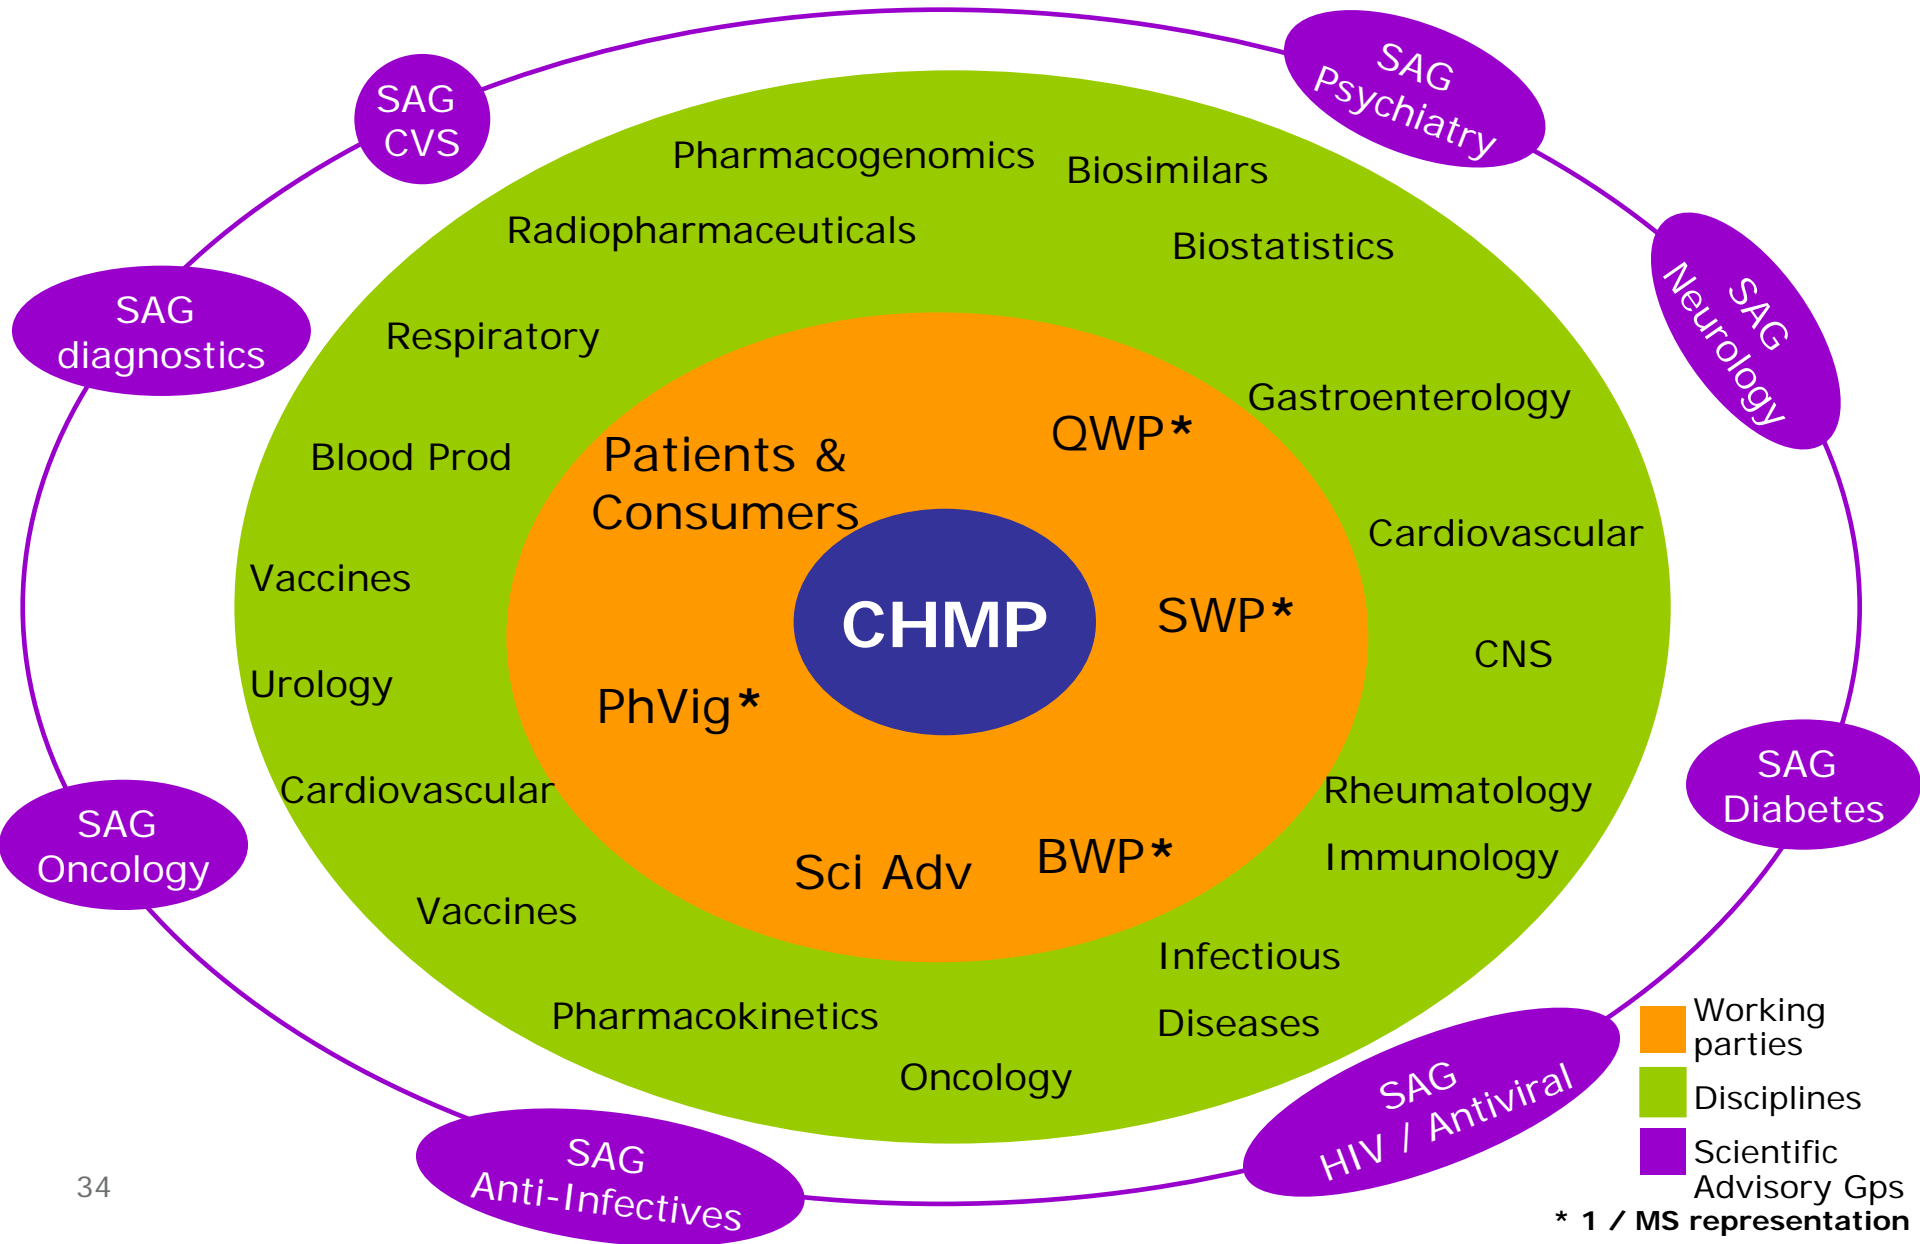 SAG
CVS
SAG
Psychiatry
Pharmacogenomics
Biosimilars
Radiopharmaceuticals
Biostatistics
SAG
diagnostics
SAG
Neurology
Respiratory
Gastroenterology
Patients &
Consumers
QWP*
Blood Prod
Cardiovascular
Vaccines
CHMP
SWP*
CNS
Urology
PhVig*
Cardiovascular
Rheumatology
SAG
Diabetes
SAG
Oncology
Sci Adv
BWP*
Immunology
Vaccines
Infectious
Diseases
Pharmacokinetics
Oncology
SAG
HIV / Antiviral
SAG
Anti-Infectives
Working
parties
Disciplines
Scientific
Advisory Gps
* 1 / MS representation
34